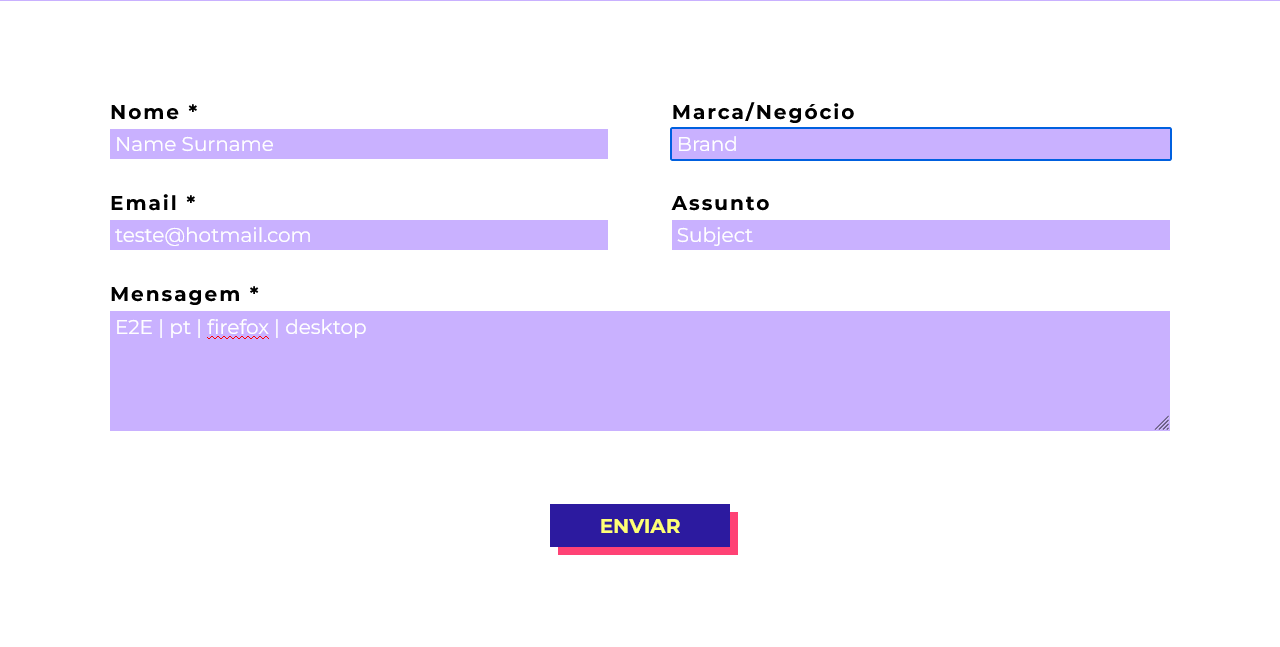 Nome *
Marca/Negócio
Name Surname
Brand
Email *
Assunto
teste@hotmail.com
Subject
Mensagem *
E2E | pt | firefox | desktop
ENVIAR